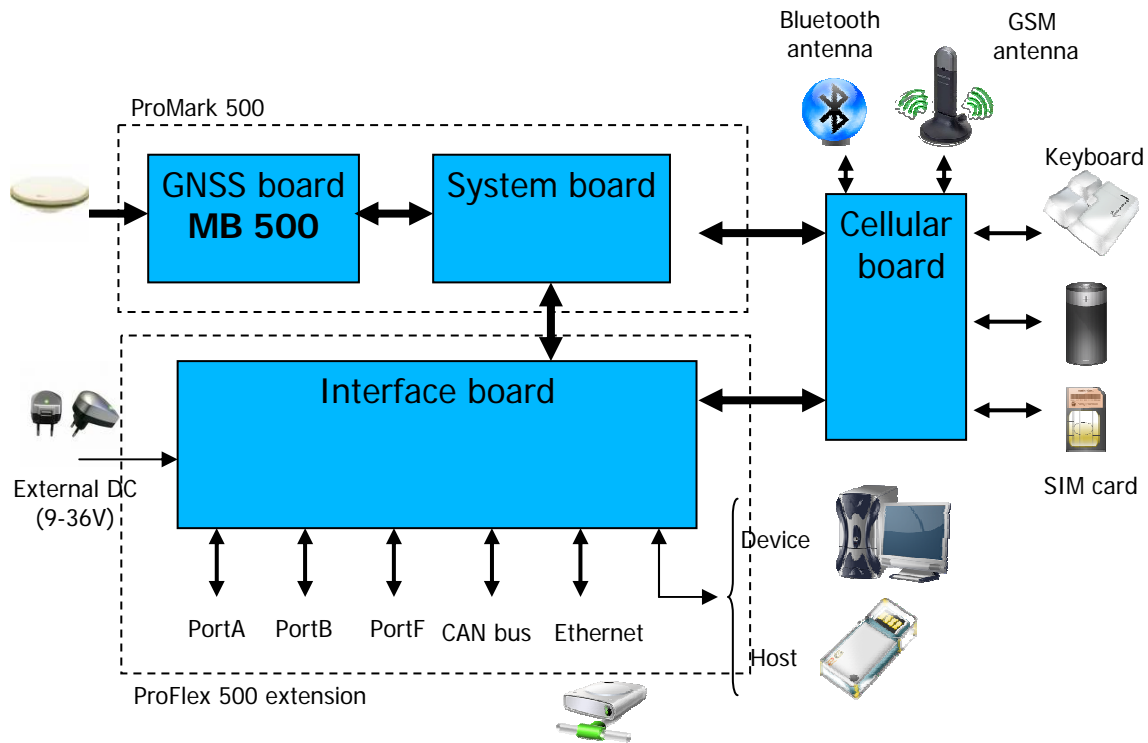 Bluetooth
antenna
GSM
antenna
ProMark 500
GNSS board
MB 500
System board
Cellular
board
Keyboard
Interface board
External DC
(9-36V)
SIM card
Device
PortA
PortB
PortF
CAN bus
Ethernet
Host
ProFlex 500 extension